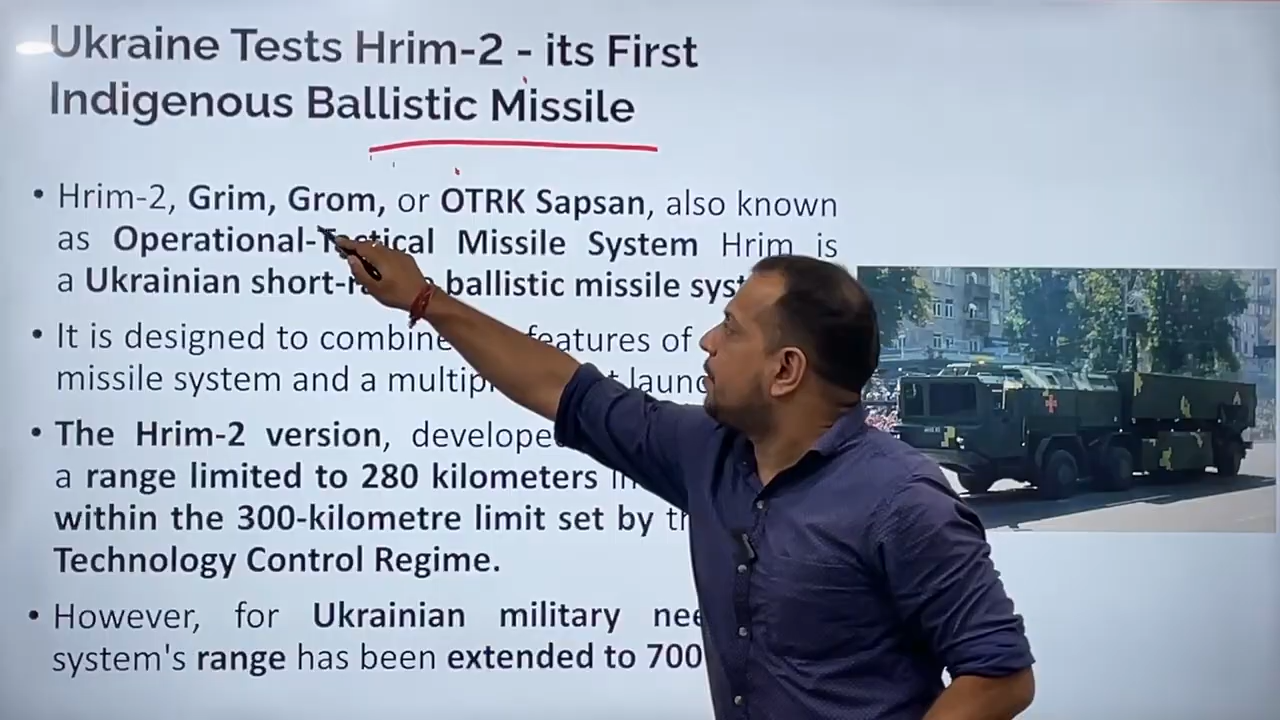 Ukraine Tests Hrim-2 - its First
Indigenous Ballistic Missile
• Hrim-2, Grim, Grom, or OTRK Sapsan, also known
as Operational-Tactical Missile System Hrim is
a Ukrainian short- ballistic missile
• It is designed to combine features of
missile system and a
• The Hrim-2 version,
a range limited to 280 kilometers
within the 300-kilometre limit set by
Technology Control Regime.
• However, for Ukrainian military
system's range has been extended to 700